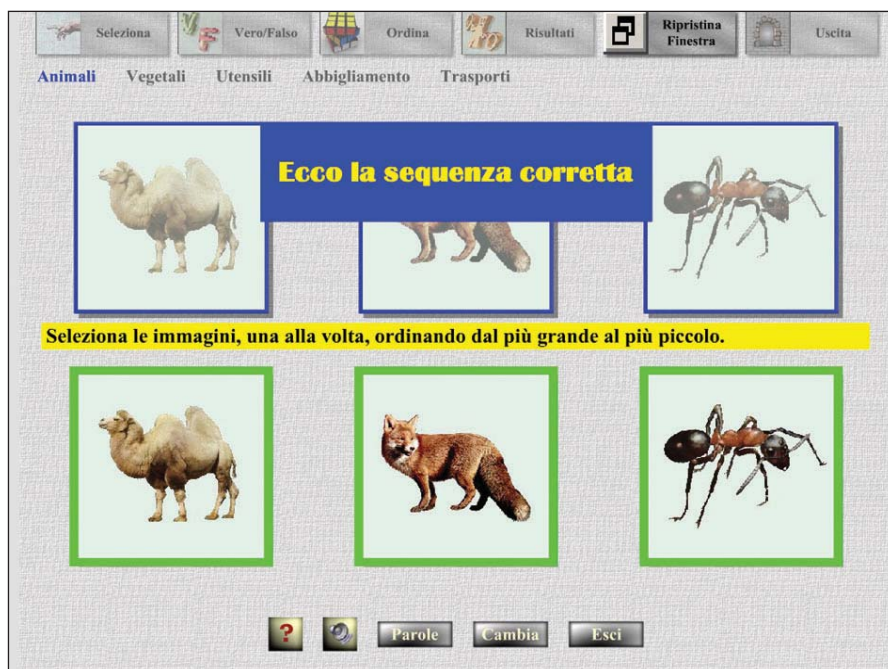 Seleziona
Vero/Falso
Ordina
Risultati
Ripristina
Finestra
Uscita
Animali Vegetali Utensili Abbigliamento Trasporti
Ecco la sequenza corretta
Seleziona le immagini, una alla volta, ordinando dal più grande al più piccolo.
?
Parole
Cambia
Esci